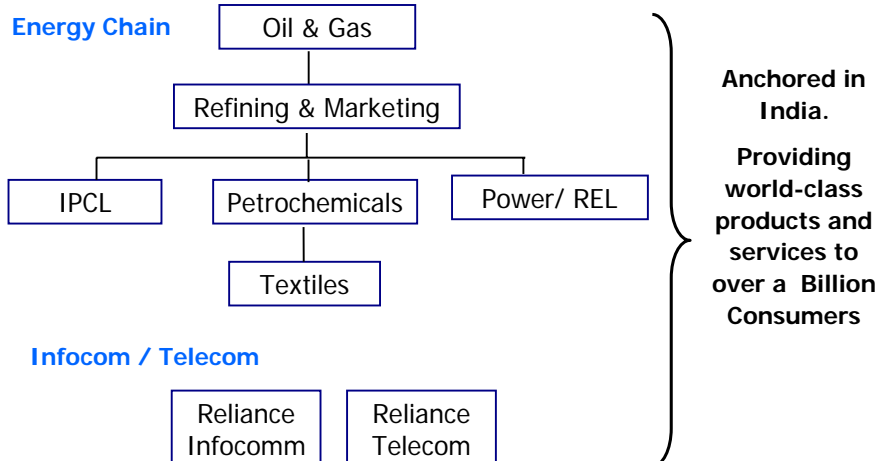 Energy Chain
Oil & Gas
Refining & Marketing
IPCL
Petrochemicals
Power/ REL
Textiles
Anchored in
India.
Providing
world-class
products and
services to
over a Billion
Consumers
Infocom / Telecom
Reliance
Infocomm
Reliance
Telecom